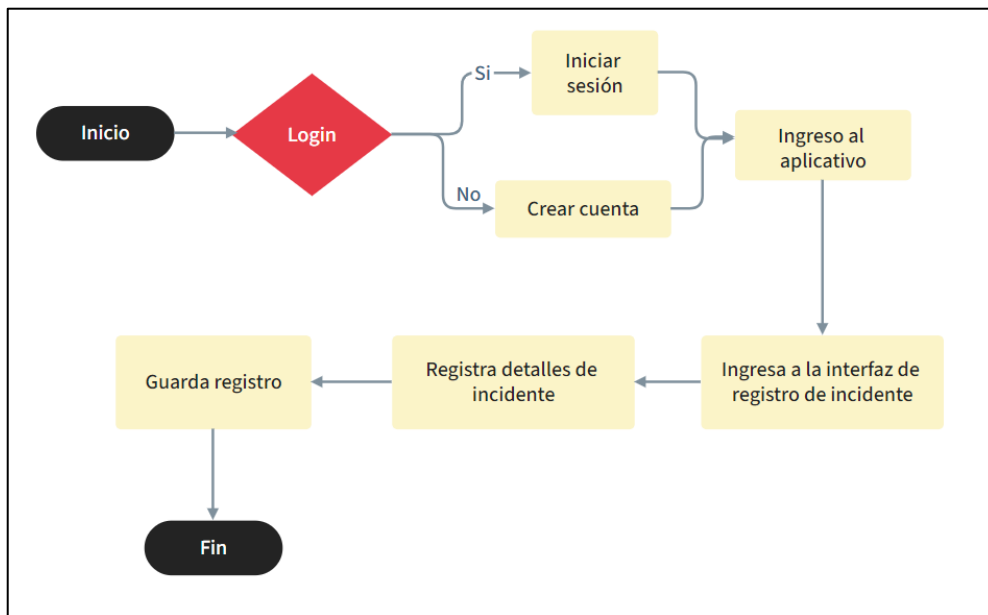 Inicio
Login
Si
Iniciar
sesión
No
Crear cuenta
Ingreso al
aplicativo
Ingresa a la interfaz de
registro de incidente
Registra detalles de
incidente
Guarda registro
Fin